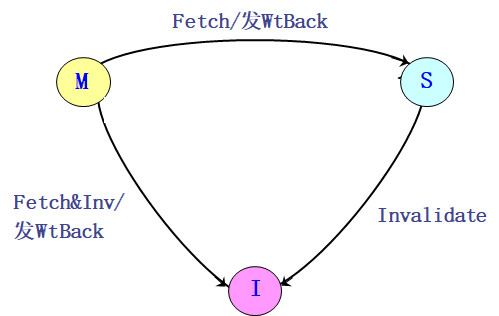 Fetch/发WtBack
M
S
Fetch&Inv/
发WtBack
Invalidate
I